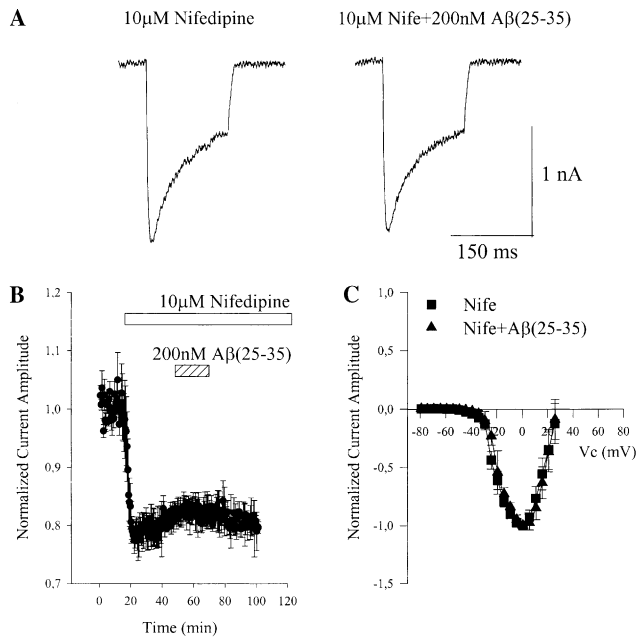 A
10μM Nifedipine
10μM Nife+200nM Aβ(25-35)
1 nA
150 ms
B
10μM Nifedipine
200nM Aβ(25-35)
Normalized Current Amplitude
1.2
1.1
1.0
0.9
0.8
0.7
0 20 40 60 80 100 120
Time (min)
C
Nife
Nife+Aβ(25-35)
Normalized Current Amplitude
1,0
0,5
0,0
-0,5
-1,0
-1,5
-80 -60 -40 -20 0 20 40 60 80
Vc (mV)